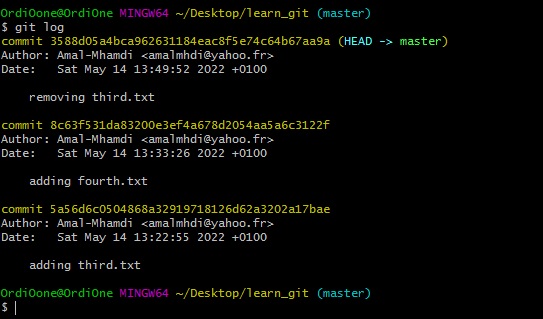 OrdiOone@OrdiOne MINGW64 ~/Desktop/learn_git (master)
$ git log
commit 3588d05a4bca962631184eac8f5e74c64b67aa9a (HEAD -> master)
Author: Amal-Mhamdi <amalmhdi@yahoo.fr>
Date:   Sat May 14 13:49:52 2022 +0100
    removing third.txt
commit 8c63f531da83200e3ef4a678d2054aa5a6c3122f
Author: Amal-Mhamdi <amalmhdi@yahoo.fr>
Date:   Sat May 14 13:33:26 2022 +0100
    adding fourth.txt
commit 5a56d6c0504868a32919718126d62a3202a17bae
Author: Amal-Mhamdi <amalmhdi@yahoo.fr>
Date:   Sat May 14 13:22:55 2022 +0100
    adding third.txt
OrdiOone@OrdiOne MINGW64 ~/Desktop/learn_git (master)
$